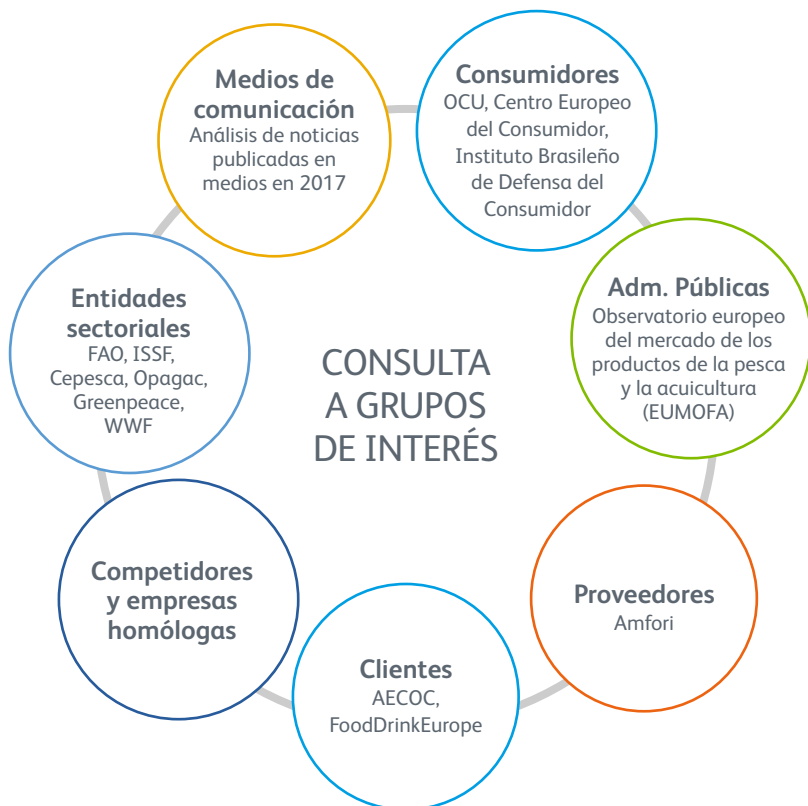 Medios de
comunicación
Análisis de noticias
publicadas en
medios en 2017
Consumidores
OCU, Centro Europeo
del Consumidor,
Instituto Brasileño
de Defensa del
Consumidor
Adm. Públicas
Observatorio europeo
del mercado de los
productos de la pesca
y la acuicultura
(EUMOFA)
Proveedores
Amfori
Clientes
AECOC,
FoodDrinkEurope
Competidores
y empresas
homólogas
Entidades
sectoriales
FAO, ISSF,
Cepesca, Opagac,
Greenpeace,
WWF
CONSULTA
A GRUPOS
DE INTERÉS